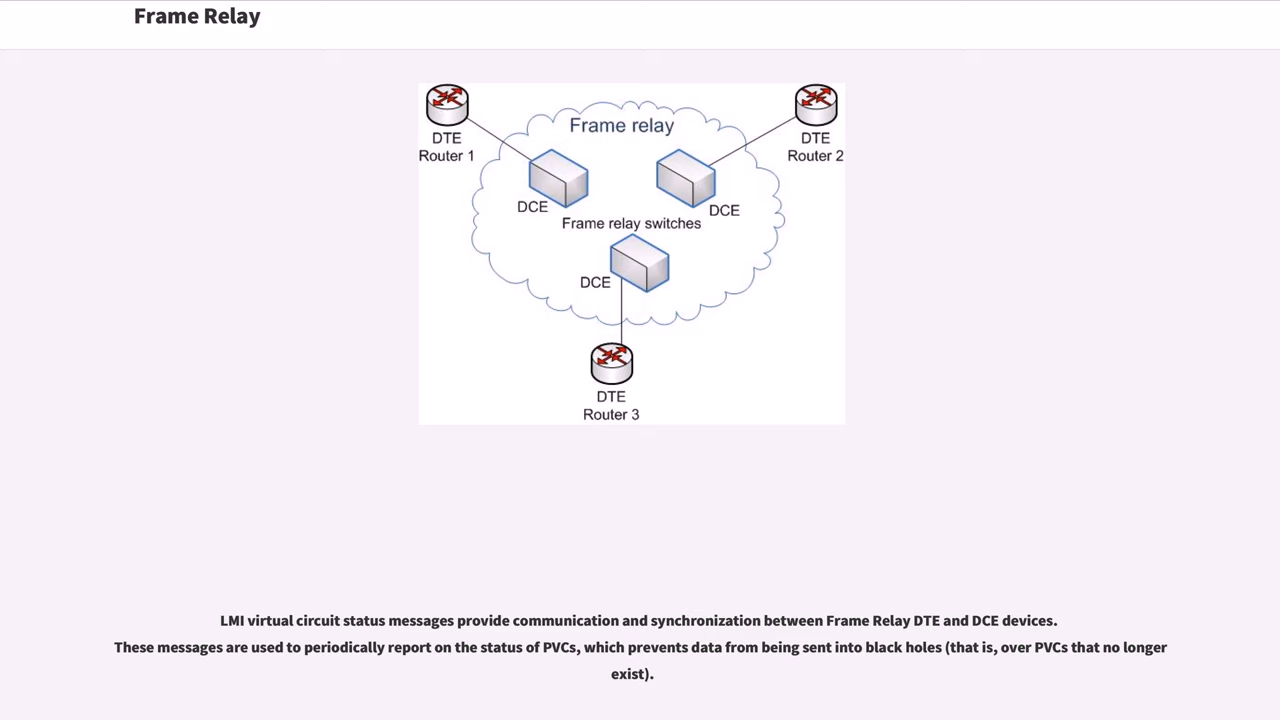 Frame Relay
Frame relay
DTE
Router 1
DTE
Router 2
DCE
DCE
Frame relay switches
DCE
DTE
Router 3
LMI virtual circuit status messages provide communication and synchronization between Frame Relay DTE and DCE devices.
These messages are used to periodically report on the status of PVCs, which prevents data from being sent into black holes (that is, over PVCs that no longer
exist).